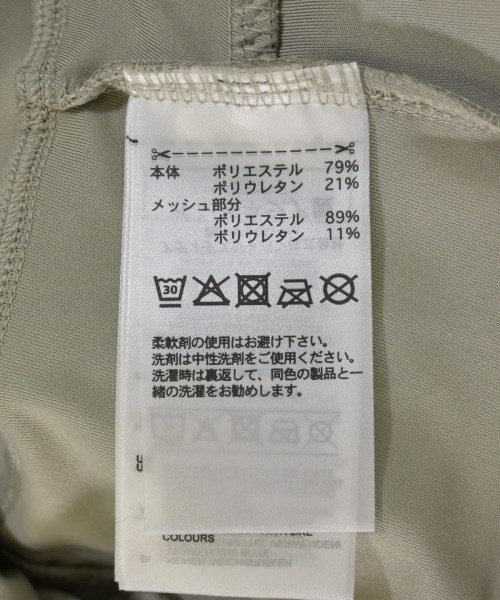 本体 ポリエステル 79%
ポリウレタン 21%
メッシュ部分
ポリエステル 89%
ポリウレタン 11%
30
柔軟剤の使用はお避け下さい。
洗剤は中性洗剤をご使用ください。
洗濯時は裏返して、同色の製品と一
緒の洗濯をお勧めします。
COLOURS